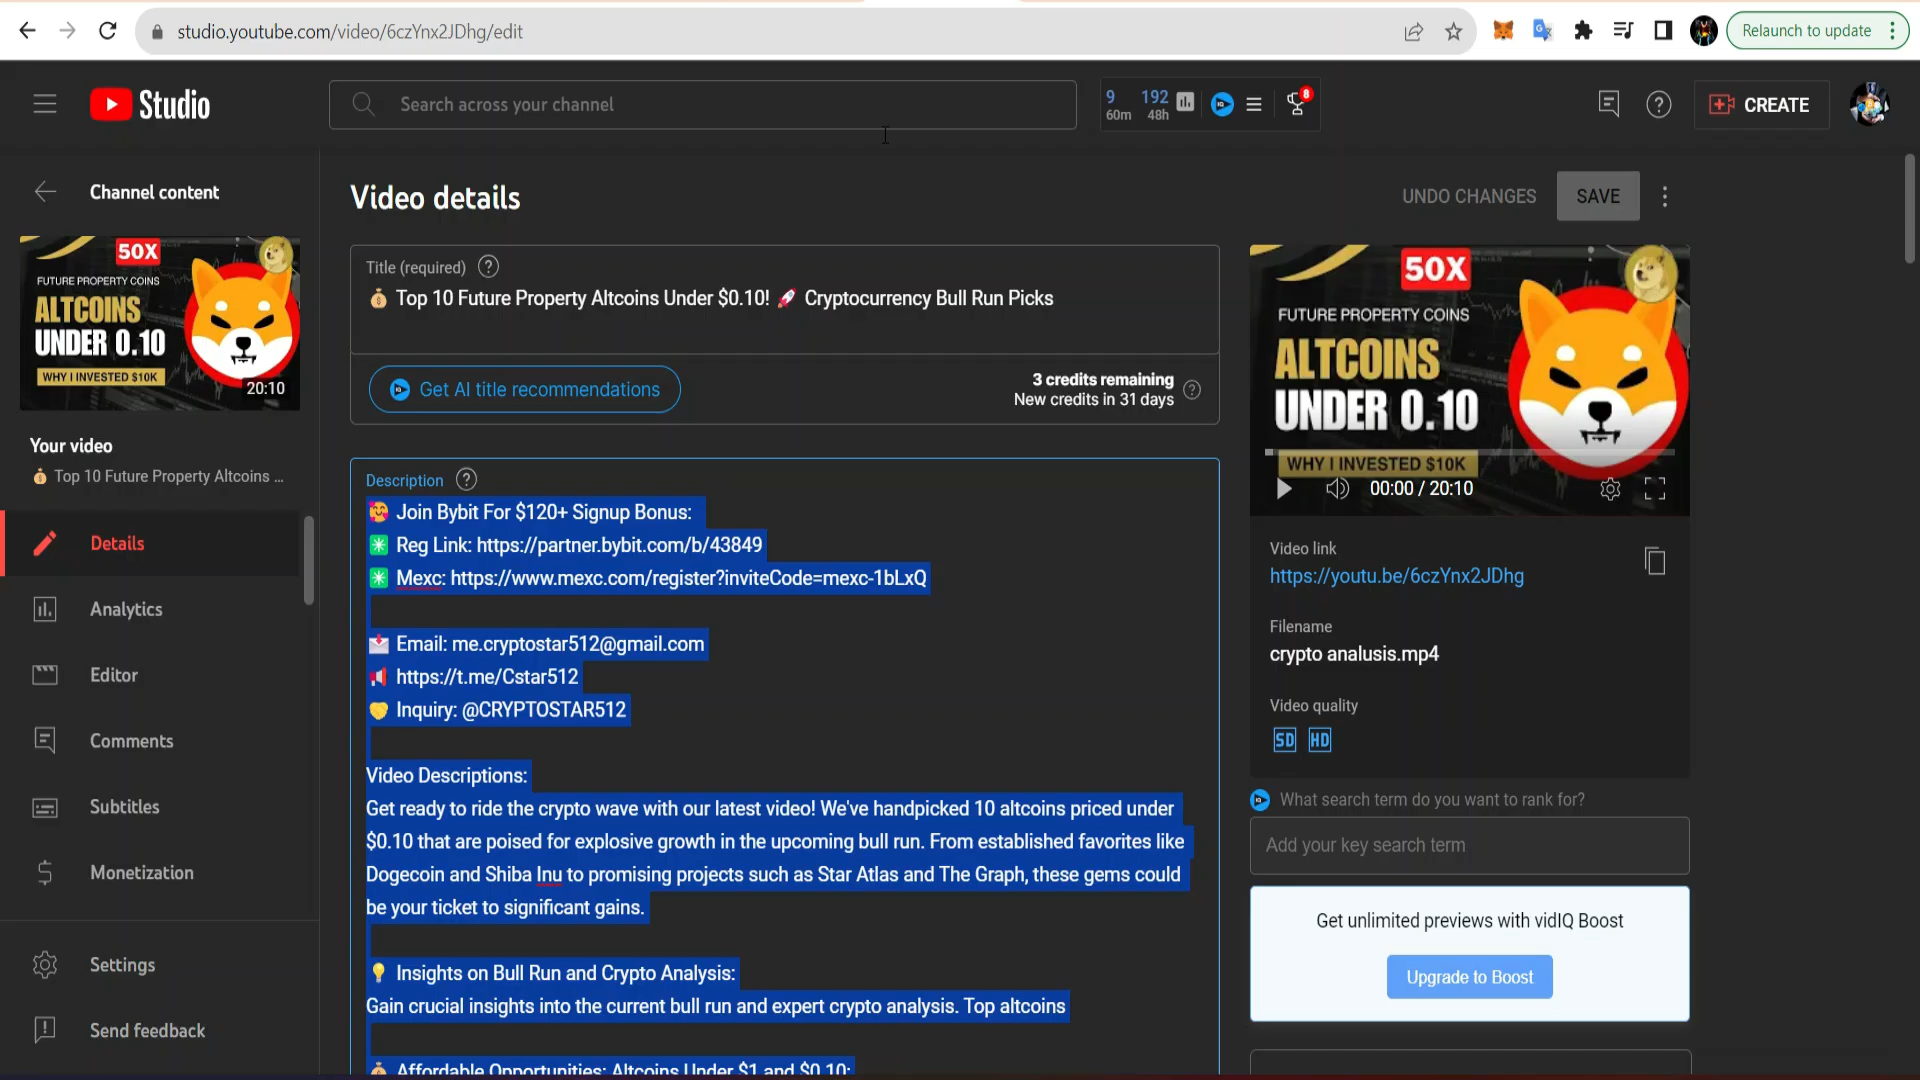 studio.youtube.com/video/6czYnx2JDhg/edit
Relaunch to update
Studio
Search across your channel
9 192
60m 48h
8
CREATE
Channel content
Video details
UNDO CHANGES
SAVE
50X
FUTURE PROPERTY COINS
ALTCOINS
UNDER 0.10
WHY I INVESTED $10K
20:10
Your video
Top 10 Future Property Altcoins ...
Details
Analytics
Editor
Comments
Subtitles
Monetization
Settings
Send feedback
Title (required)
Top 10 Future Property Altcoins Under $0.10! 🚀 Cryptocurrency Bull Run Picks
Get AI title recommendations
3 credits remaining
New credits in 31 days
Description
Join Bybit For $120+ Signup Bonus:
Reg Link: https://partner.bybit.com/b/43849
Mexc: https://www.mexc.com/register?inviteCode=mexc-1bLxQ
Email: me.cryptostar512@gmail.com
https://t.me/Cstar512
Inquiry: @CRYPTOSTAR512
Video Descriptions:
Get ready to ride the crypto wave with our latest video! We've handpicked 10 altcoins priced under
$0.10 that are poised for explosive growth in the upcoming bull run. From established favorites like
Dogecoin and Shiba Inu to promising projects such as Star Atlas and The Graph, these gems could
be your ticket to significant gains.
Insights on Bull Run and Crypto Analysis:
Gain crucial insights into the current bull run and expert crypto analysis. Top altcoins
Affordable Opportunities: Altcoins Under $1 and $0.10:
50X
FUTURE PROPERTY COINS
ALTCOINS
UNDER 0.10
WHY I INVESTED $10K
00:00 / 20:10
Video link
https://youtu.be/6czYnx2JDhg
Filename
crypto analusis.mp4
Video quality
SD HD
What search term do you want to rank for?
Add your key search term
Get unlimited previews with vidIQ Boost
Upgrade to Boost